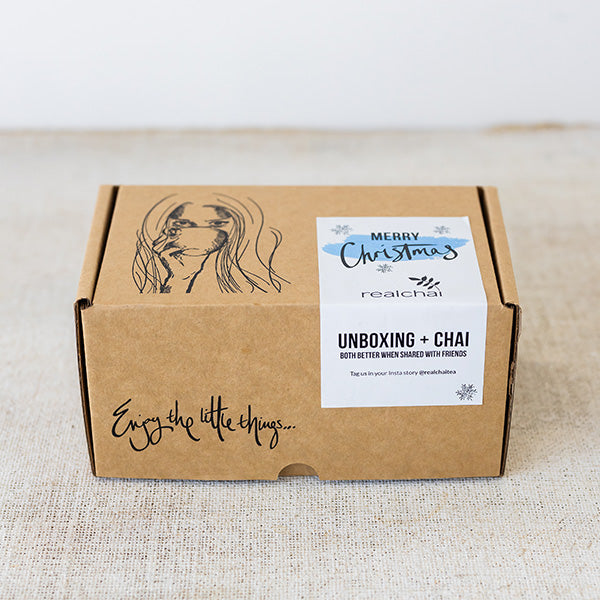 MERRY
Christmas
realchai
UNBOXING + CHAI
BOTH BETTER WHEN SHARED WITH FRIENDS
Tag us in your Insta story @realchaitea
Enjoy the little things...